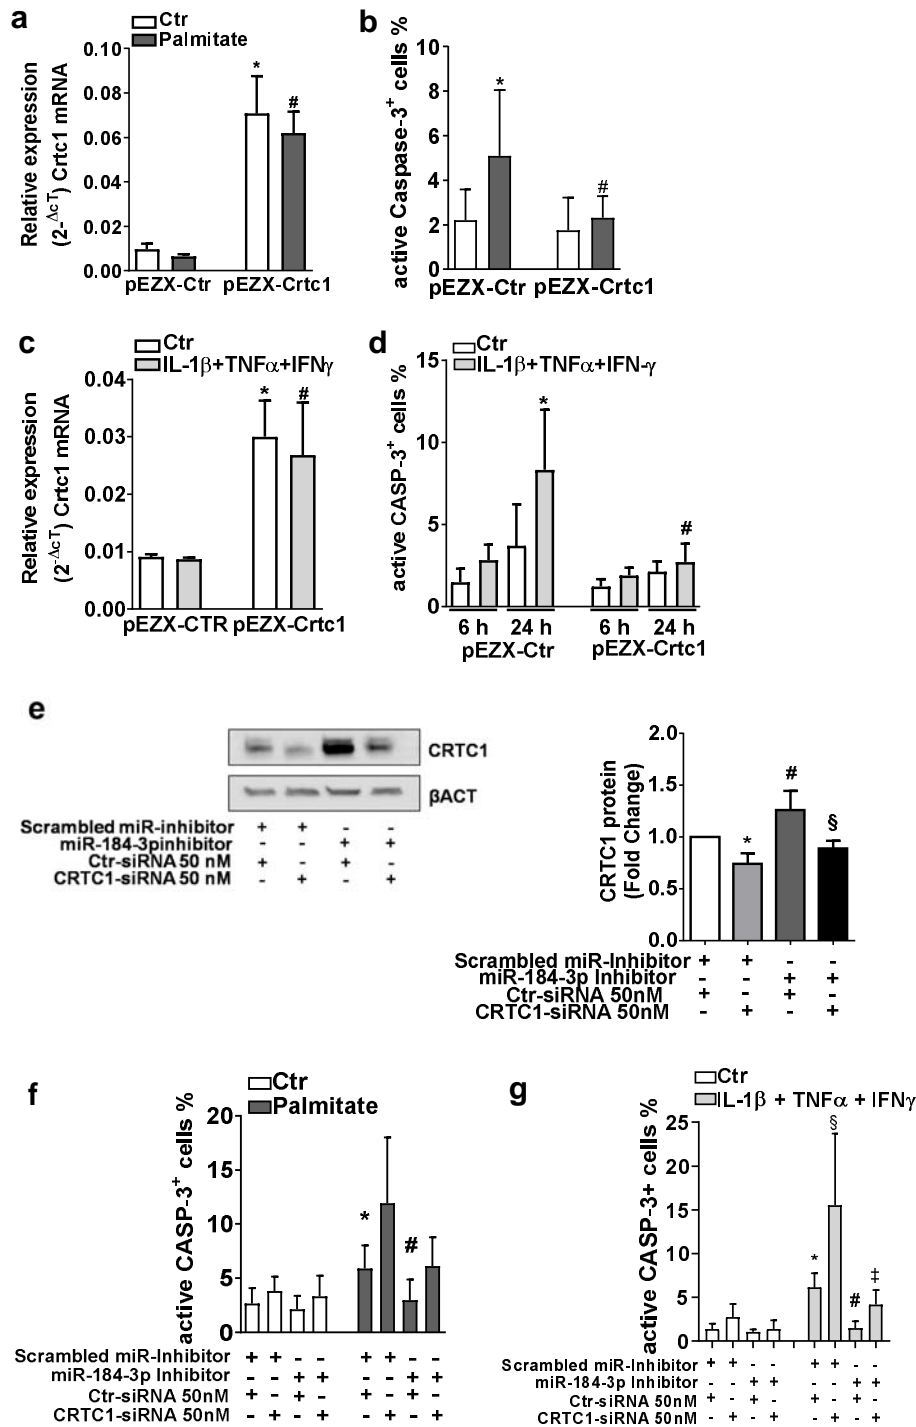 a
Ctr
Palmitate
Relative expression
(2-ΔcT) Crtc1 mRNA
0.10
0.08
0.06
0.04
0.02
0.00
*
#
pEZX-Ctr pEZX-Crtc1
b
active Caspase-3+ cells %
10
8
6
4
2
0
*
#
pEZX-Ctr pEZX-Crtc1
c
Ctr
IL-1β+TNFα+IFNγ
Relative expression
(2-ΔcT) Crtc1 mRNA
0.04
0.03
0.02
0.01
0.00
*
#
pEZX-CTR pEZX-Crtc1
d
Ctr
IL-1β+TNFα+IFN-γ
active CASP-3+ cells %
15
10
5
0
*
#
6 h 24 h 6 h 24 h
pEZX-Ctr pEZX-Crtc1
e
CRTC1
βACT
Scrambled miR-inhibitor + + - -
miR-184-3pinhibitor - - + +
Ctr-siRNA 50 nM + - + -
CRTC1-siRNA 50 nM - + - +
CRTC1 protein
(Fold Change)
2.0
1.5
1.0
0.5
0.0
*
#
§
Scrambled miR-Inhibitor + + - -
miR-184-3p Inhibitor - - + +
Ctr-siRNA 50nM + - + -
CRTC1-siRNA 50nM - + - +
f
Ctr
Palmitate
active CASP-3+ cells %
20
15
10
5
0
*
#
Scrambled miR-Inhibitor + + - - + + - -
miR-184-3p Inhibitor - - + + - - + +
Ctr-siRNA 50nM + - + - + - + -
CRTC1-siRNA 50nM - + - + - + - +
g
Ctr
IL-1β + TNFα + IFNγ
active CASP-3+ cells %
25
20
15
10
5
0
*
§
#
‡
Scrambled miR-Inhibitor + + - - + + - -
miR-184-3p Inhibitor - - + + - - + +
Ctr-siRNA 50nM + - + - + - + -
CRTC1-siRNA 50nM - + - + - + - +